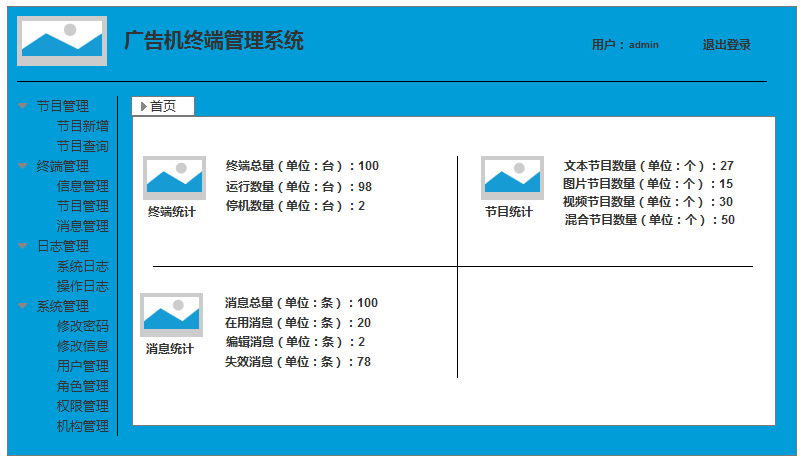 广告机终端管理系统
用户：admin
退出登录
节目管理
节目新增
节目查询
终端管理
信息管理
节目管理
消息管理
日志管理
系统日志
操作日志
系统管理
修改密码
修改信息
用户管理
角色管理
权限管理
机构管理
首页
终端统计
终端总量（单位：台）：100
运行数量（单位：台）：98
停机数量（单位：台）：2
节目统计
文本节目数量（单位：个）：27
图片节目数量（单位：个）：15
视频节目数量（单位：个）：30
混合节目数量（单位：个）：50
消息统计
消息总量（单位：条）：100
在用消息（单位：条）：20
编辑消息（单位：条）：2
失效消息（单位：条）：78